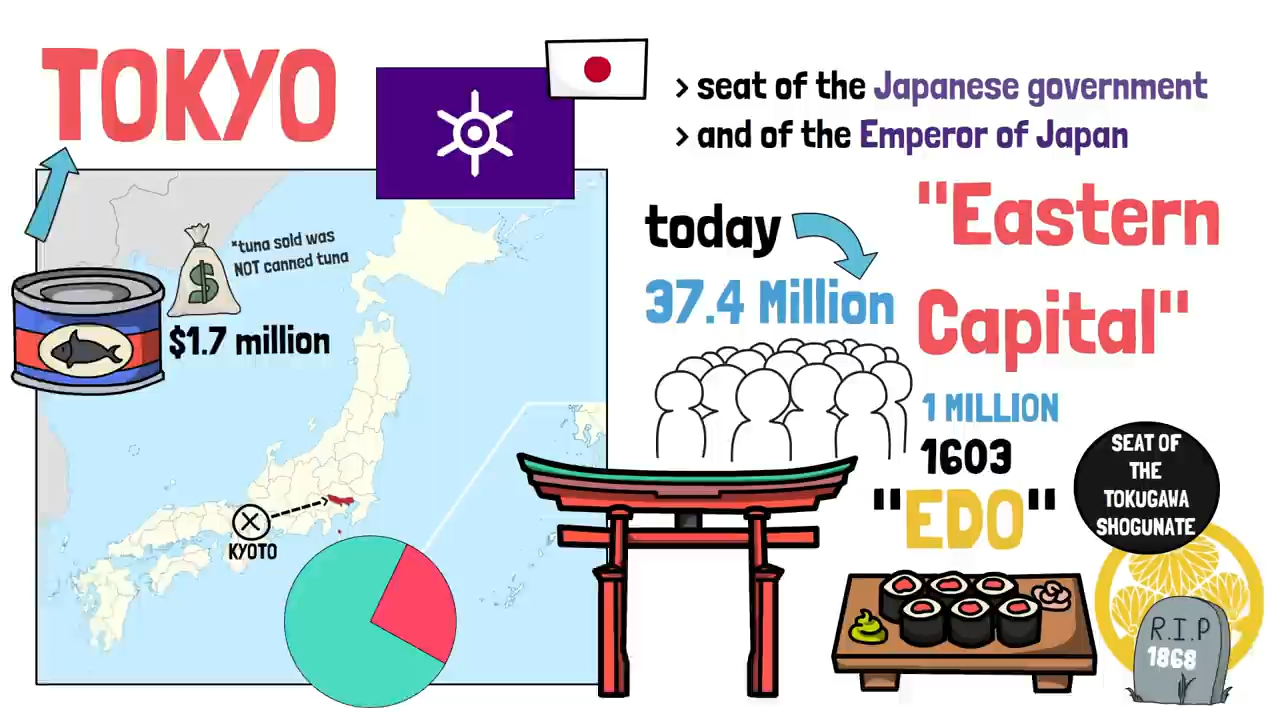 TOKYO
> seat of the Japanese government
> and of the Emperor of Japan
*tuna sold was
NOT canned tuna
$1.7 million
KYOTO
today
37.4 Million
"Eastern
Capital"
1 MILLION
1603
"EDO"
SEAT OF
THE
TOKUGAWA
SHOGUNATE
R.I.P
1868